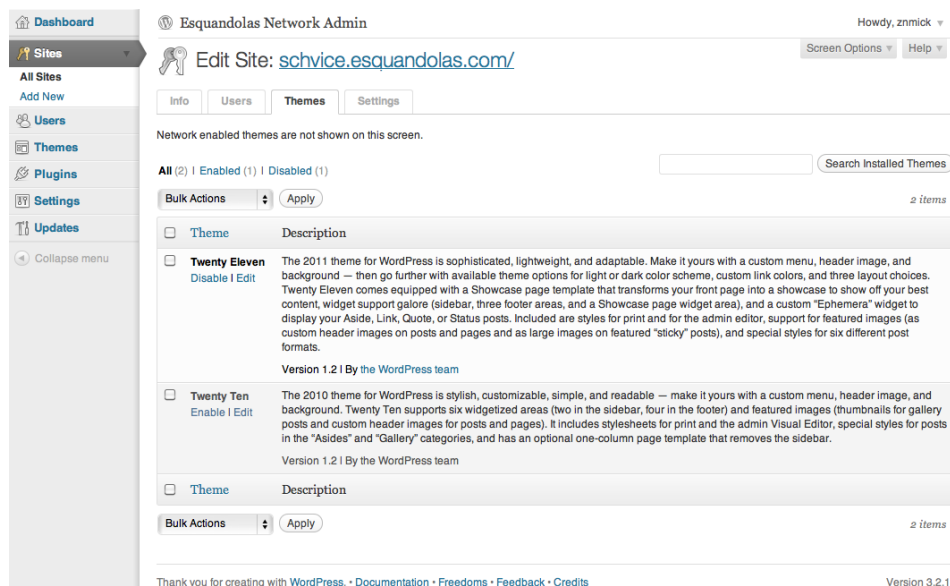 Dashboard
Sites
All Sites
Add New
Users
Themes
Plugins
Settings
Updates
Collapse menu
Esquandolas Network Admin
Howdy, znmick
Screen Options
Help
Edit Site: schvice.esquandolas.com/
Info
Users
Themes
Settings
Network enabled themes are not shown on this screen.
All (2) | Enabled (1) | Disabled (1)
Search Installed Themes
Bulk Actions
Apply
2 items
Theme
Description
Twenty Eleven
Disable | Edit
The 2011 theme for WordPress is sophisticated, lightweight, and adaptable. Make it yours with a custom menu, header image, and
background — then go further with available theme options for light or dark color scheme, custom link colors, and three layout choices.
Twenty Eleven comes equipped with a Showcase page template that transforms your front page into a showcase to show off your best
content, widget support galore (sidebar, three footer areas, and a Showcase page widget area), and a custom "Ephemera" widget to
display your Aside, Link, Quote, or Status posts. Included are styles for print and for the admin editor, support for featured images (as
custom header images on posts and pages and as large images on featured "sticky" posts), and special styles for six different post
formats.
Version 1.2 | By the WordPress team
Twenty Ten
Enable | Edit
The 2010 theme for WordPress is stylish, customizable, simple, and readable — make it yours with a custom menu, header image, and
background. Twenty Ten supports six widgetized areas (two in the sidebar, four in the footer) and featured images (thumbnails for gallery
posts and custom header images for posts and pages). It includes stylesheets for print and the admin Visual Editor, special styles for posts
in the "Asides" and "Gallery" categories, and has an optional one-column page template that removes the sidebar.
Version 1.2 | By the WordPress team
Theme
Description
Bulk Actions
Apply
2 items
Thank you for creating with WordPress. • Documentation • Freedoms • Feedback • Credits
Version 3.2.1